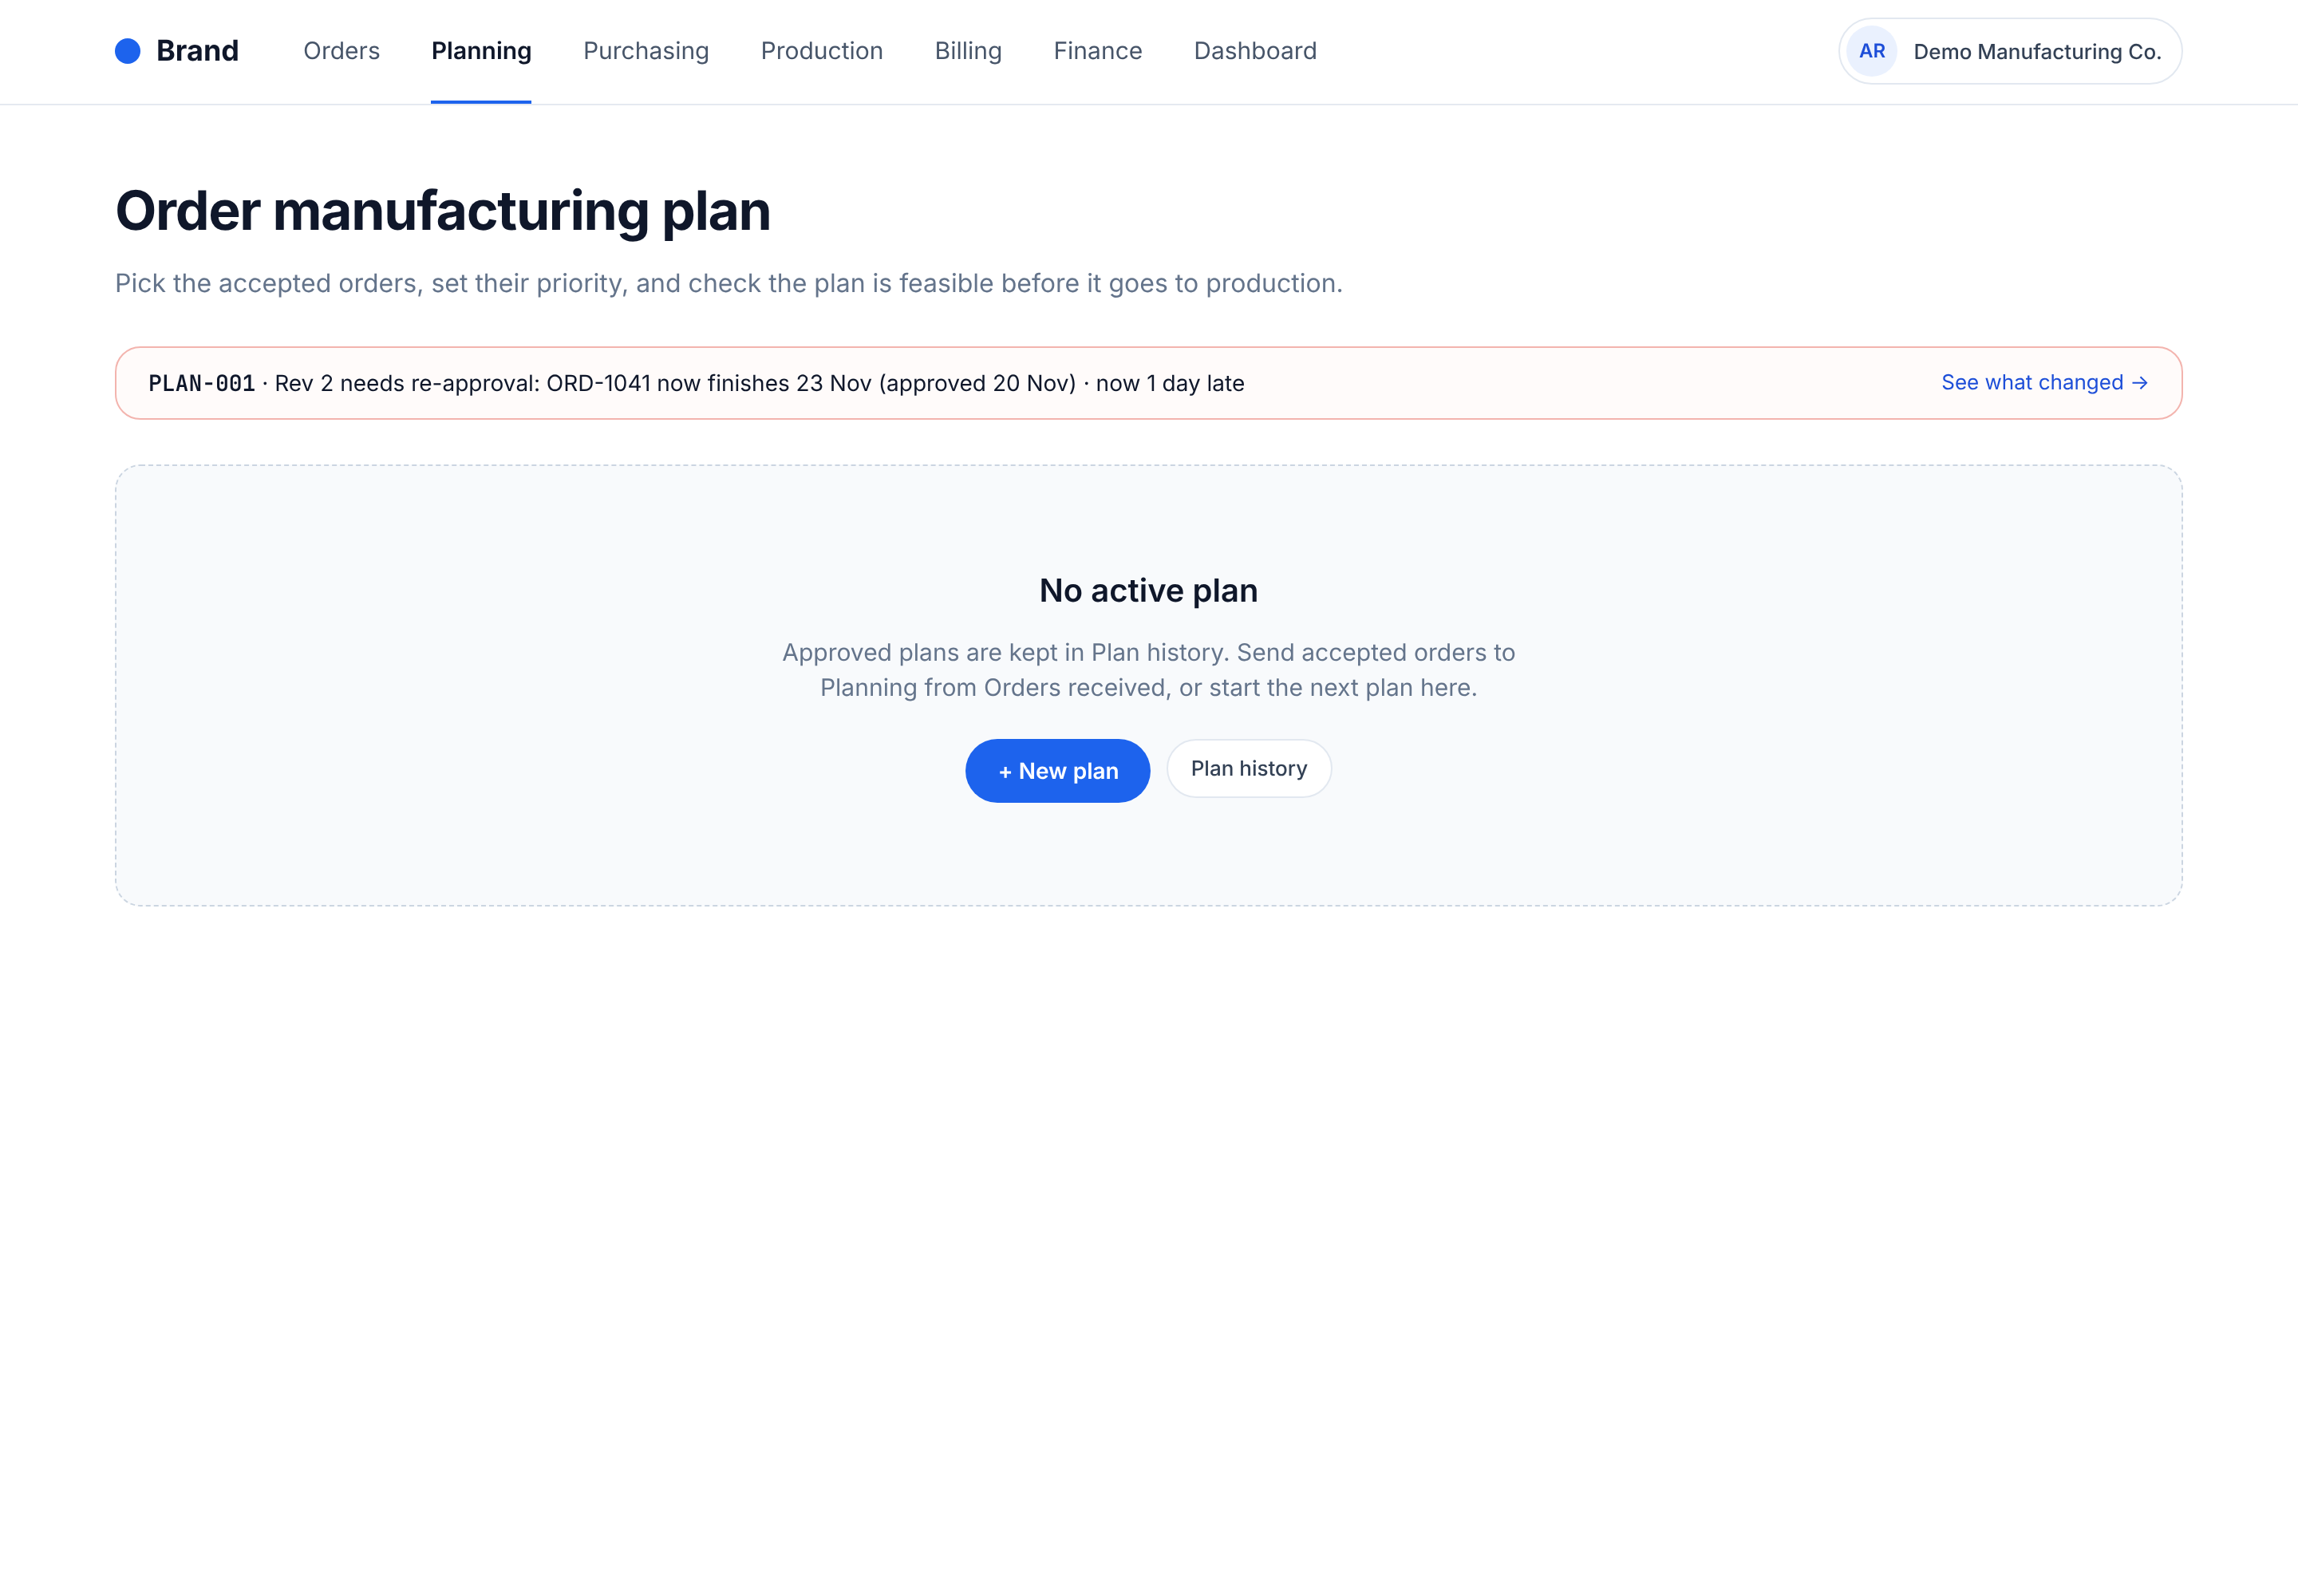 Brand Orders Planning Purchasing Production Billing Finance Dashboard AR Demo Manufacturing Co.
Order manufacturing plan
Pick the accepted orders, set their priority, and check the plan is feasible before it goes to production.
PLAN-001 · Rev 2 needs re-approval: ORD-1041 now finishes 23 Nov (approved 20 Nov) · now 1 day late See what changed →
No active plan
Approved plans are kept in Plan history. Send accepted orders to
Planning from Orders received, or start the next plan here.
+ New plan Plan history